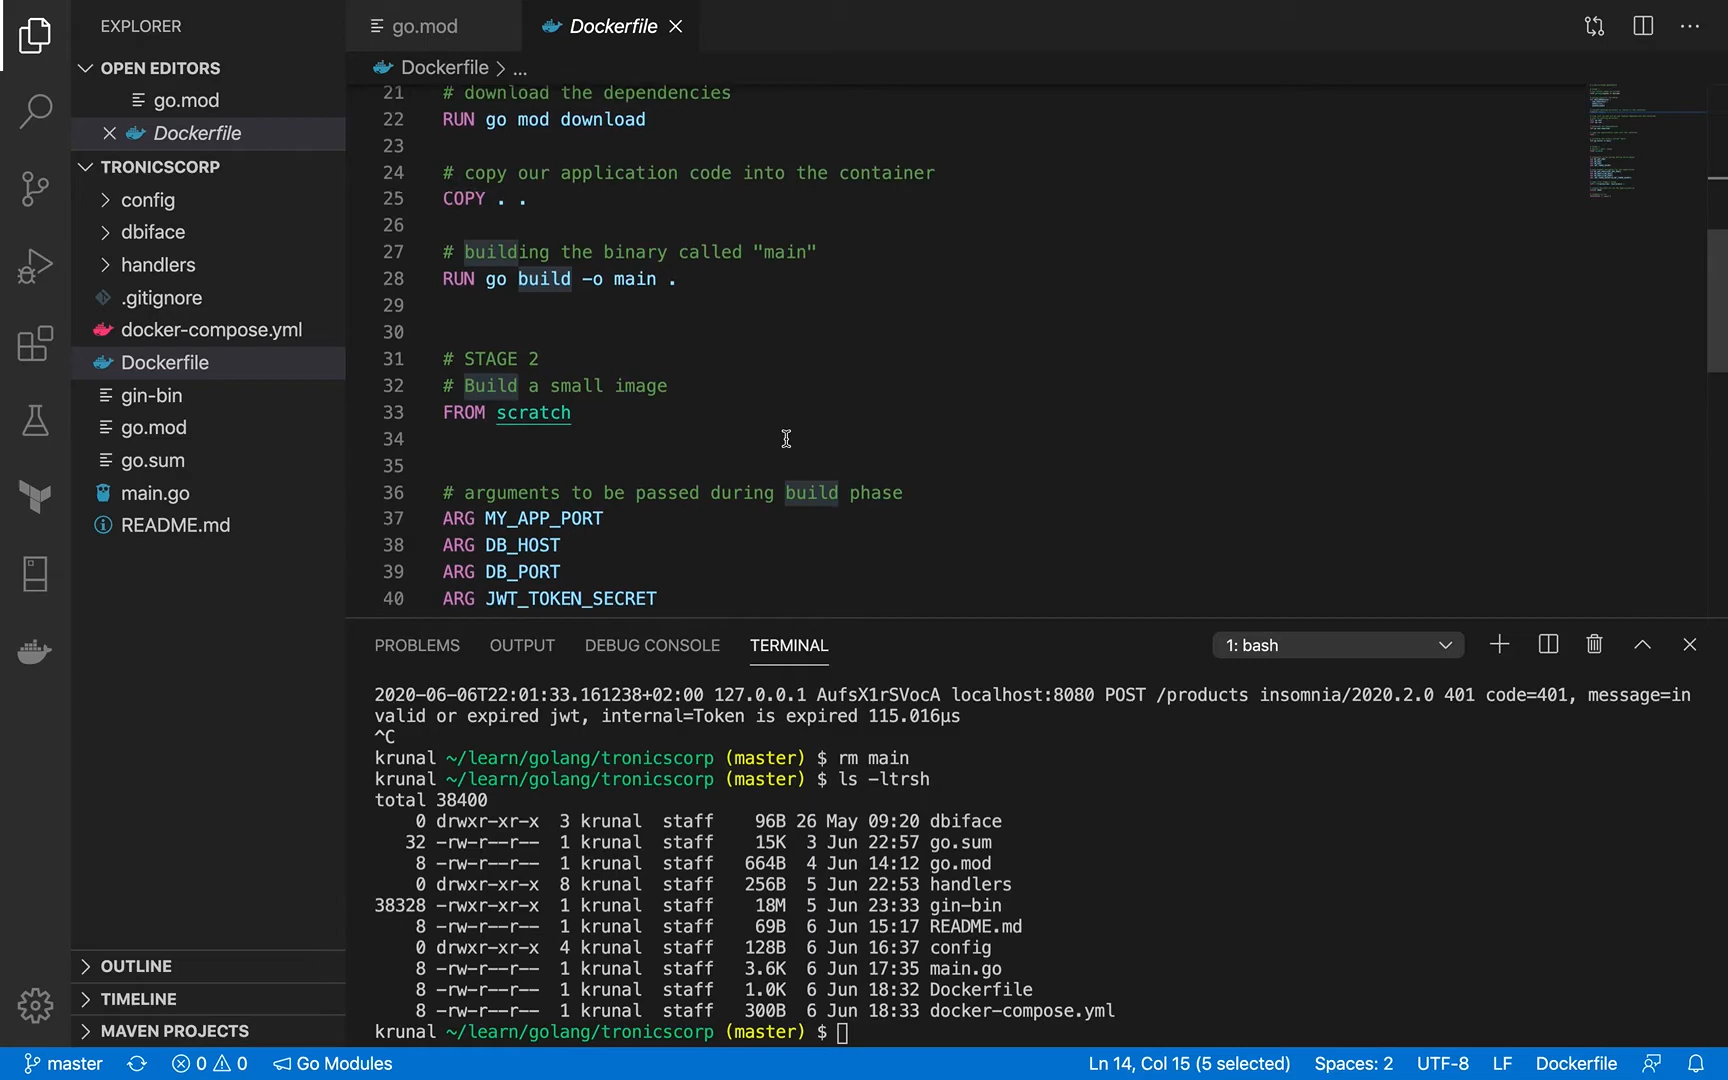 EXPLORER
go.mod
Dockerfile
OPEN EDITORS
go.mod
Dockerfile
TRONICSCORP
config
dbiface
handlers
.gitignore
docker-compose.yml
Dockerfile
gin-bin
go.mod
go.sum
main.go
README.md
OUTLINE
TIMELINE
MAVEN PROJECTS
Dockerfile > ...
21 # download the dependencies
22 RUN go mod download
23
24 # copy our application code into the container
25 COPY . .
26
27 # building the binary called "main"
28 RUN go build -o main .
29
30
31 # STAGE 2
32 # Build a small image
33 FROM scratch
34
35
36 # arguments to be passed during build phase
37 ARG MY_APP_PORT
38 ARG DB_HOST
39 ARG DB_PORT
40 ARG JWT_TOKEN_SECRET
PROBLEMS OUTPUT DEBUG CONSOLE TERMINAL 1: bash
2020-06-06T22:01:33.161238+02:00 127.0.0.1 AufsX1rSVocA localhost:8080 POST /products insomnia/2020.2.0 401 code=401, message=in
valid or expired jwt, internal=Token is expired 115.016µs
^C
krunal ~/learn/golang/tronicscorp (master) $ rm main
krunal ~/learn/golang/tronicscorp (master) $ ls -ltrsh
total 38400
0 drwxr-xr-x 3 krunal staff 96B 26 May 09:20 dbiface
32 -rw-r--r-- 1 krunal staff 15K 3 Jun 22:57 go.sum
8 -rw-r--r-- 1 krunal staff 664B 4 Jun 14:12 go.mod
0 drwxr-xr-x 8 krunal staff 256B 5 Jun 22:53 handlers
38328 -rwxr-xr-x 1 krunal staff 18M 5 Jun 23:33 gin-bin
8 -rw-r--r-- 1 krunal staff 69B 6 Jun 15:17 README.md
0 drwxr-xr-x 4 krunal staff 128B 6 Jun 16:37 config
8 -rw-r--r-- 1 krunal staff 3.6K 6 Jun 17:35 main.go
8 -rw-r--r-- 1 krunal staff 1.0K 6 Jun 18:32 Dockerfile
8 -rw-r--r-- 1 krunal staff 300B 6 Jun 18:33 docker-compose.yml
krunal ~/learn/golang/tronicscorp (master) $
master 0 0 Go Modules Ln 14, Col 15 (5 selected) Spaces: 2 UTF-8 LF Dockerfile